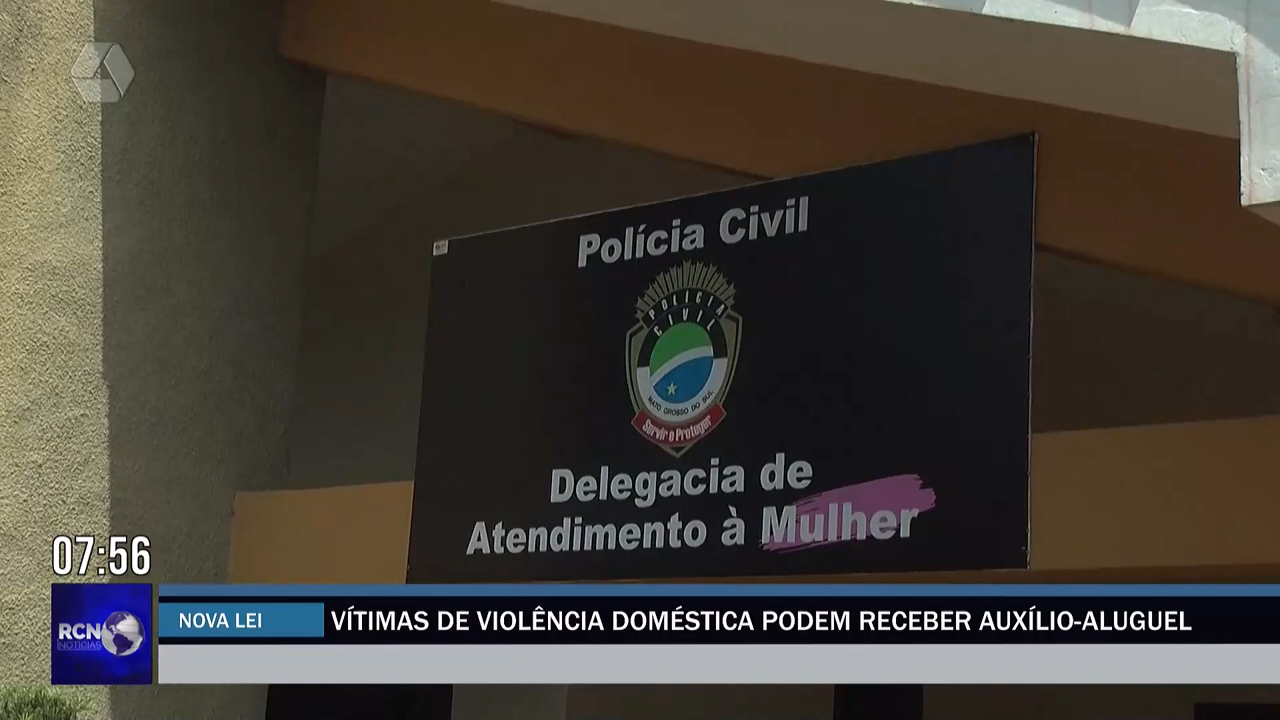 Polícia Civil
POLÍCIA
CIVIL
MATO GROSSO DO SUL
Servir e Proteger
Delegacia de
Atendimento à Mulher
07:56
RCN
NOTÍCIAS
NOVA LEI
VÍTIMAS DE VIOLÊNCIA DOMÉSTICA PODEM RECEBER AUXÍLIO-ALUGUEL